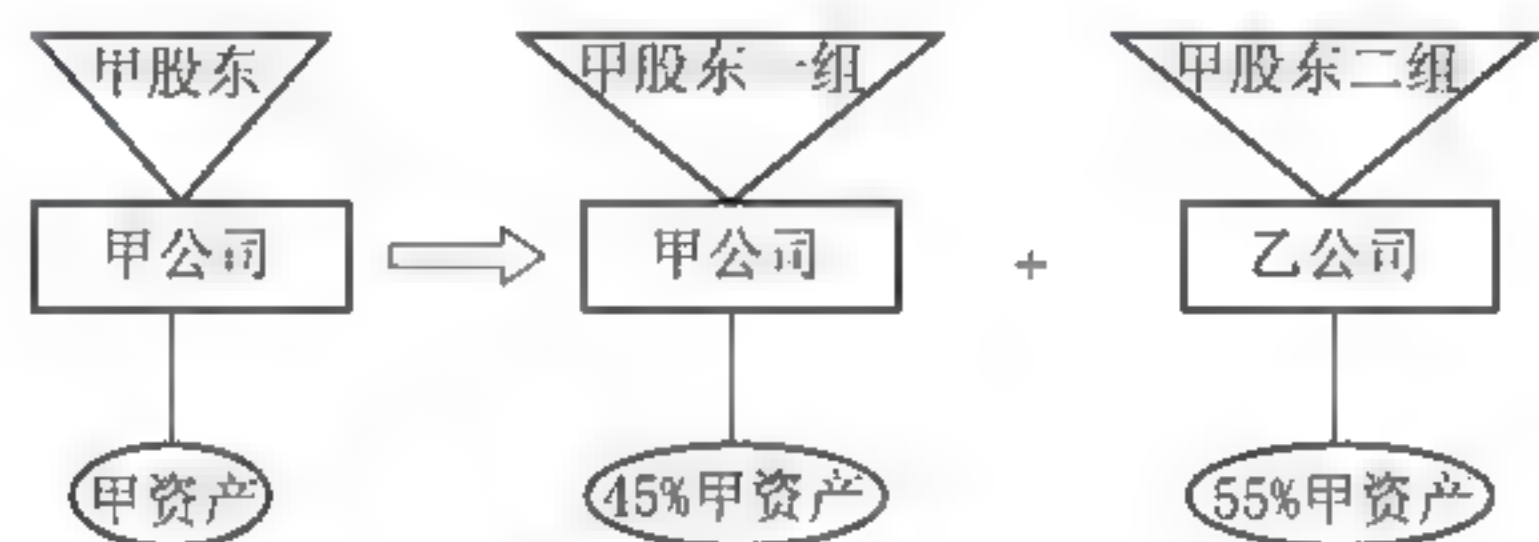 甲股东 甲股东一组 甲股东二组
甲公司 甲公司 + 乙公司
甲资产 45%甲资产 55%甲资产